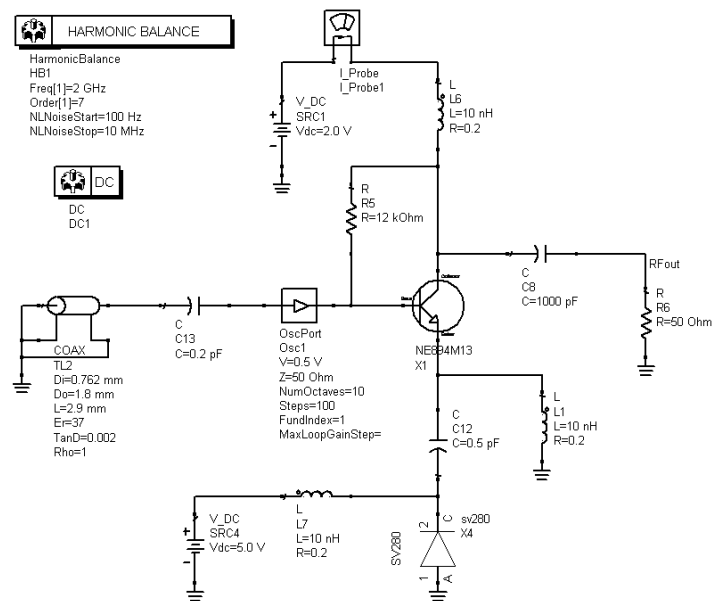 HARMONIC BALANCE
HarmonicBalance
HB1
Freq[1]=2 GHz
Order[1]=7
NLNoiseStart=100 Hz
NLNoiseStop=10 MHz
DC
DC
DC1
I_Probe
I_Probe1
+
-
V_DC
SRC1
Vdc=2.0 V
L
L6
L=10 nH
R=0.2
R
R5
R=12 kOhm
COAX
TL2
Di=0.762 mm
Do=1.8 mm
L=2.9 mm
Er=37
TanD=0.002
Rho=1
C
C13
C=0.2 pF
OscPort
Osc1
V=0.5 V
Z=50 Ohm
NumOctaves=10
Steps=100
FundIndex=1
MaxLoopGainStep=
Base
Collector
Emitter
NE894M13
X1
C
C8
C=1000 pF
RFout
R
R6
R=50 Ohm
C
C12
C=0.5 pF
L
L1
L=10 nH
R=0.2
+
-
V_DC
SRC4
Vdc=5.0 V
L
L7
L=10 nH
R=0.2
SV280
2
C
1
A
sv280
X4